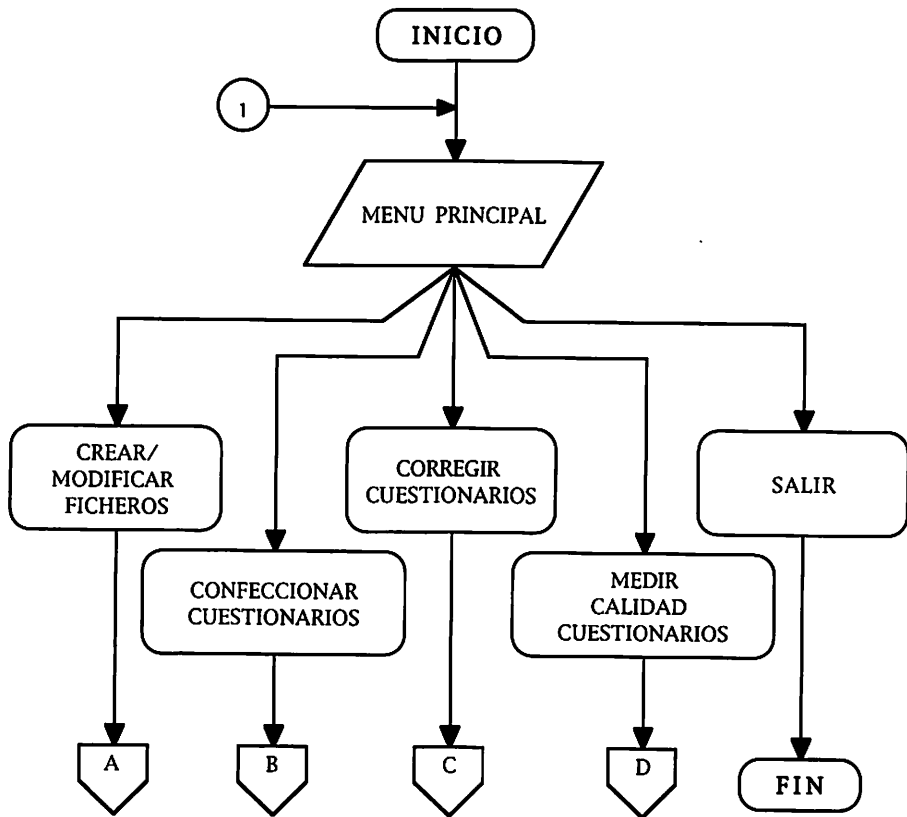 INICIO
1
MENU PRINCIPAL
CREAR/
MODIFICAR
FICHEROS
CORREGIR
CUESTIONARIOS
SALIR
CONFECCIONAR
CUESTIONARIOS
MEDIR
CALIDAD
CUESTIONARIOS
A
B
C
D
FIN